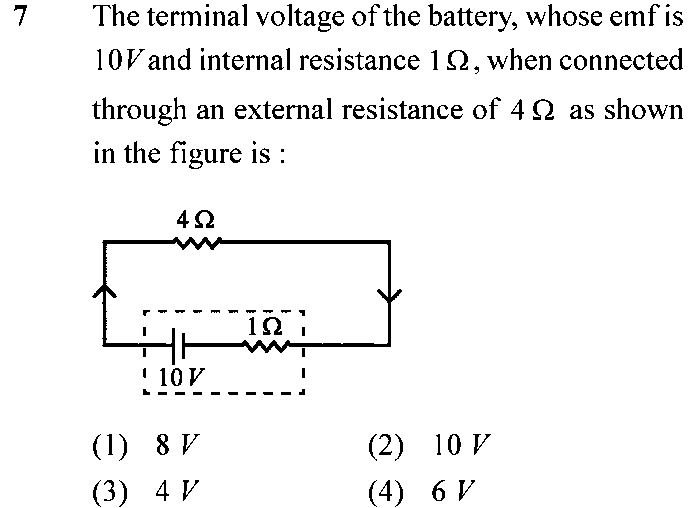 7 The terminal voltage of the battery, whose emf is
10V and internal resistance 1 Ω, when connected
through an external resistance of 4 Ω as shown
in the figure is :
4 Ω
1 Ω
10 V
(1) 8 V (2) 10 V
(3) 4 V (4) 6 V